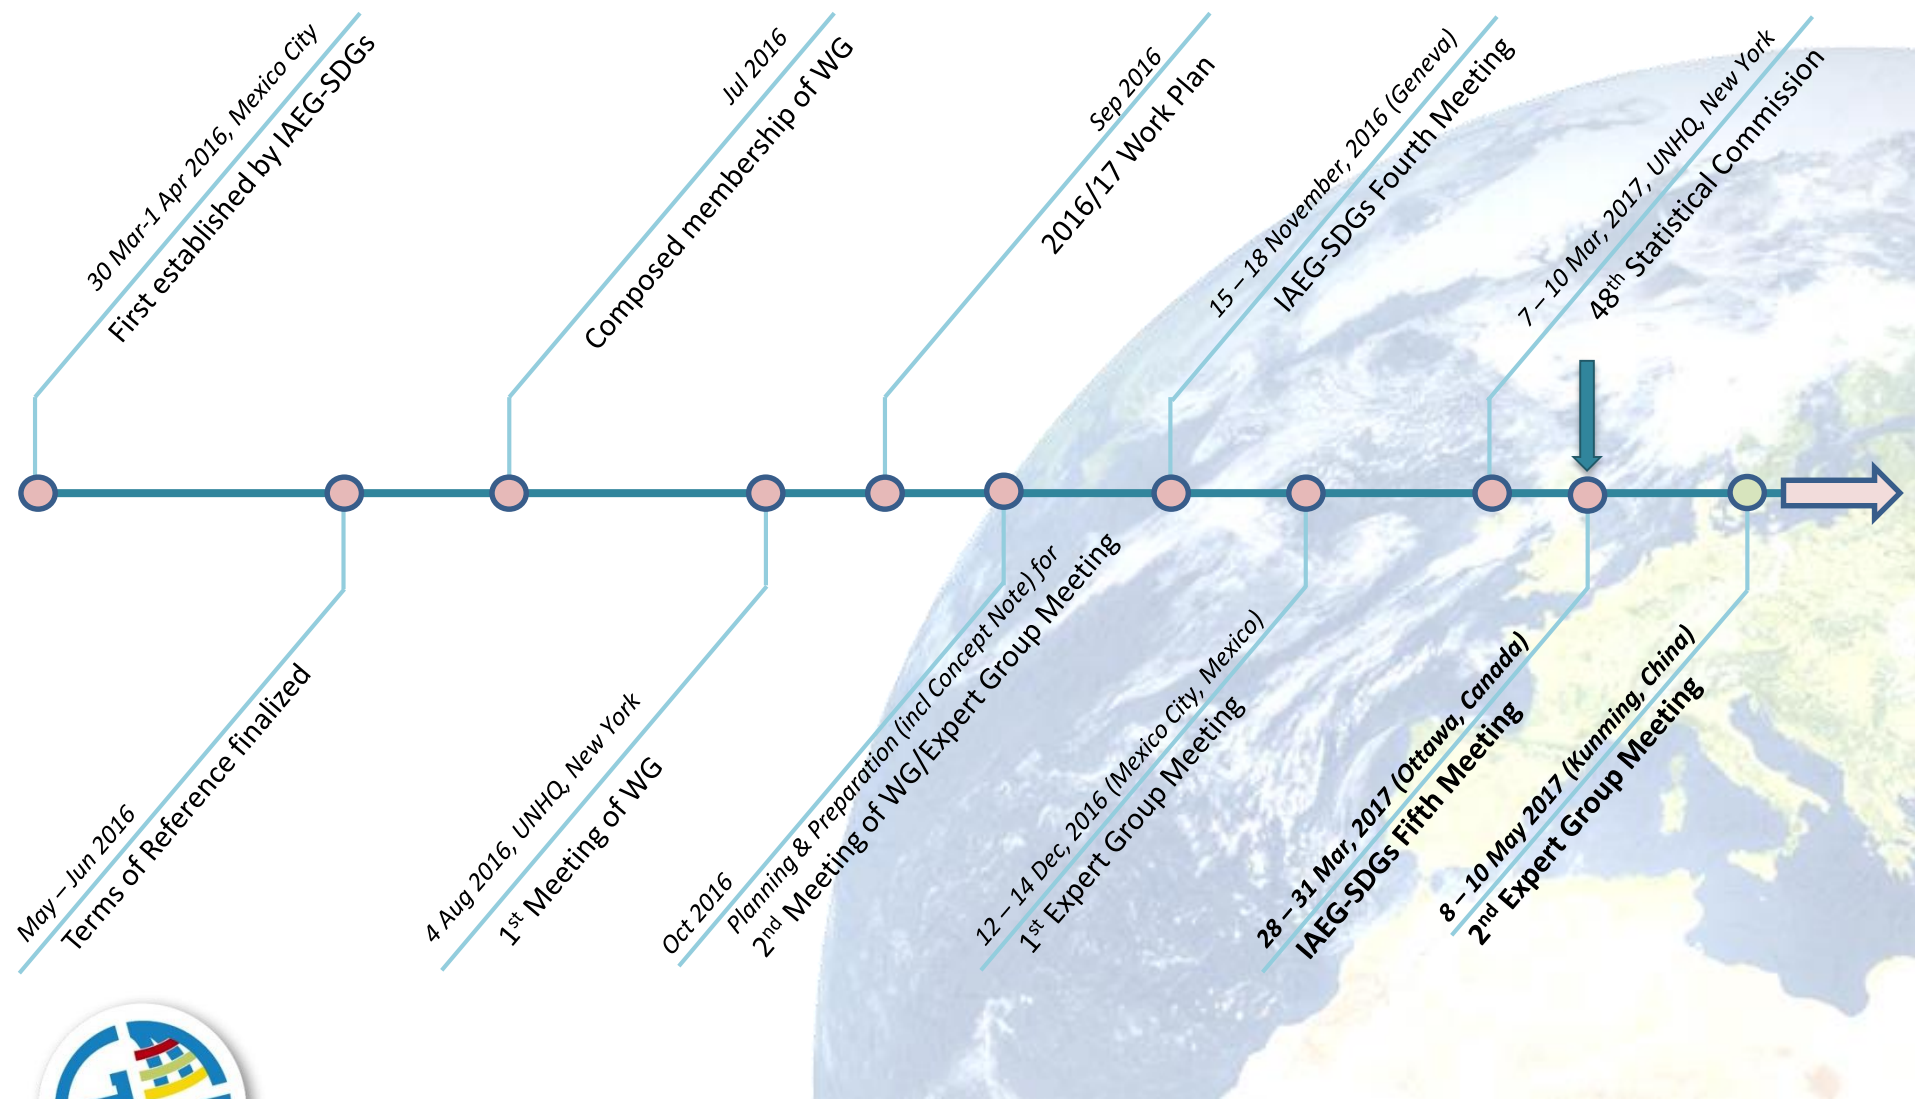 30 Mar-1 Apr 2016, Mexico City
First established by IAEG-SDGs
Jul 2016
Composed membership of WG
Sep 2016
2016/17 Work Plan
15 – 18 November, 2016 (Geneva)
IAEG-SDGs Fourth Meeting
7 – 10 Mar, 2017, UNHQ, New York
48th Statistical Commission
May – Jun 2016
Terms of Reference finalized
4 Aug 2016, UNHQ, New York
1st Meeting of WG
Oct 2016
Planning & Preparation (incl Concept Note) for
2nd Meeting of WG/Expert Group Meeting
12 – 14 Dec, 2016 (Mexico City, Mexico)
1st Expert Group Meeting
28 – 31 Mar, 2017 (Ottawa, Canada)
IAEG-SDGs Fifth Meeting
8 – 10 May 2017 (Kunming, China)
2nd Expert Group Meeting